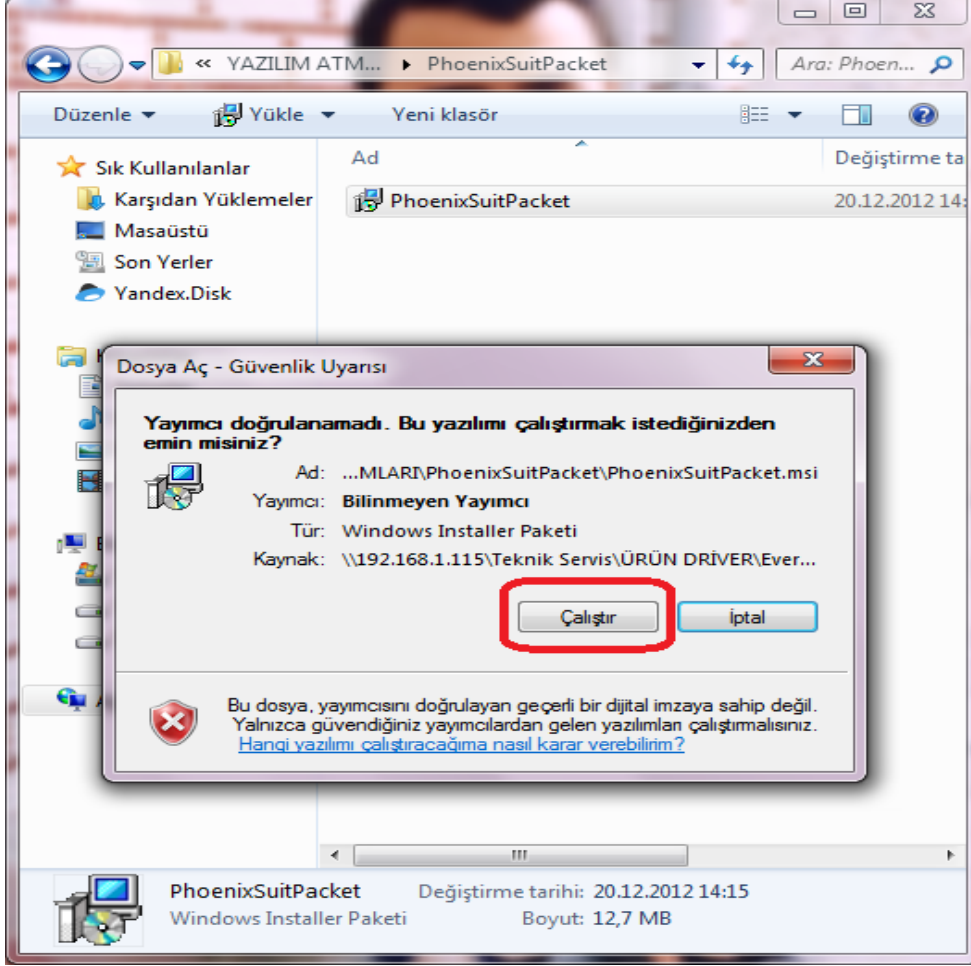 « YAZILIM ATM... ▸ PhoenixSuitPacket
Ara: Phoen...
Düzenle
Yükle
Yeni klasör
Sık Kullanılanlar
Karşıdan Yüklemeler
Masaüstü
Son Yerler
Yandex.Disk
Ad
Değiştirme ta
PhoenixSuitPacket
20.12.2012 14:
Dosya Aç - Güvenlik Uyarısı
Yayımcı doğrulanamadı. Bu yazılımı çalıştırmak istediğinizden
emin misiniz?
Ad: ...MLARI\PhoenixSuitPacket\PhoenixSuitPacket.msi
Yayımcı: Bilinmeyen Yayımcı
Tür: Windows Installer Paketi
Kaynak: \\192.168.1.115\Teknik Servis\ÜRÜN DRİVER\Ever...
Çalıştır
İptal
Bu dosya, yayımcısını doğrulayan geçerli bir dijital imzaya sahip değil.
Yalnızca güvendiğiniz yayımcılardan gelen yazılımları çalıştırmalısınız.
Hangi yazılımı çalıştıracağıma nasıl karar verebilirim?
PhoenixSuitPacket
Değiştirme tarihi: 20.12.2012 14:15
Windows Installer Paketi
Boyut: 12,7 MB